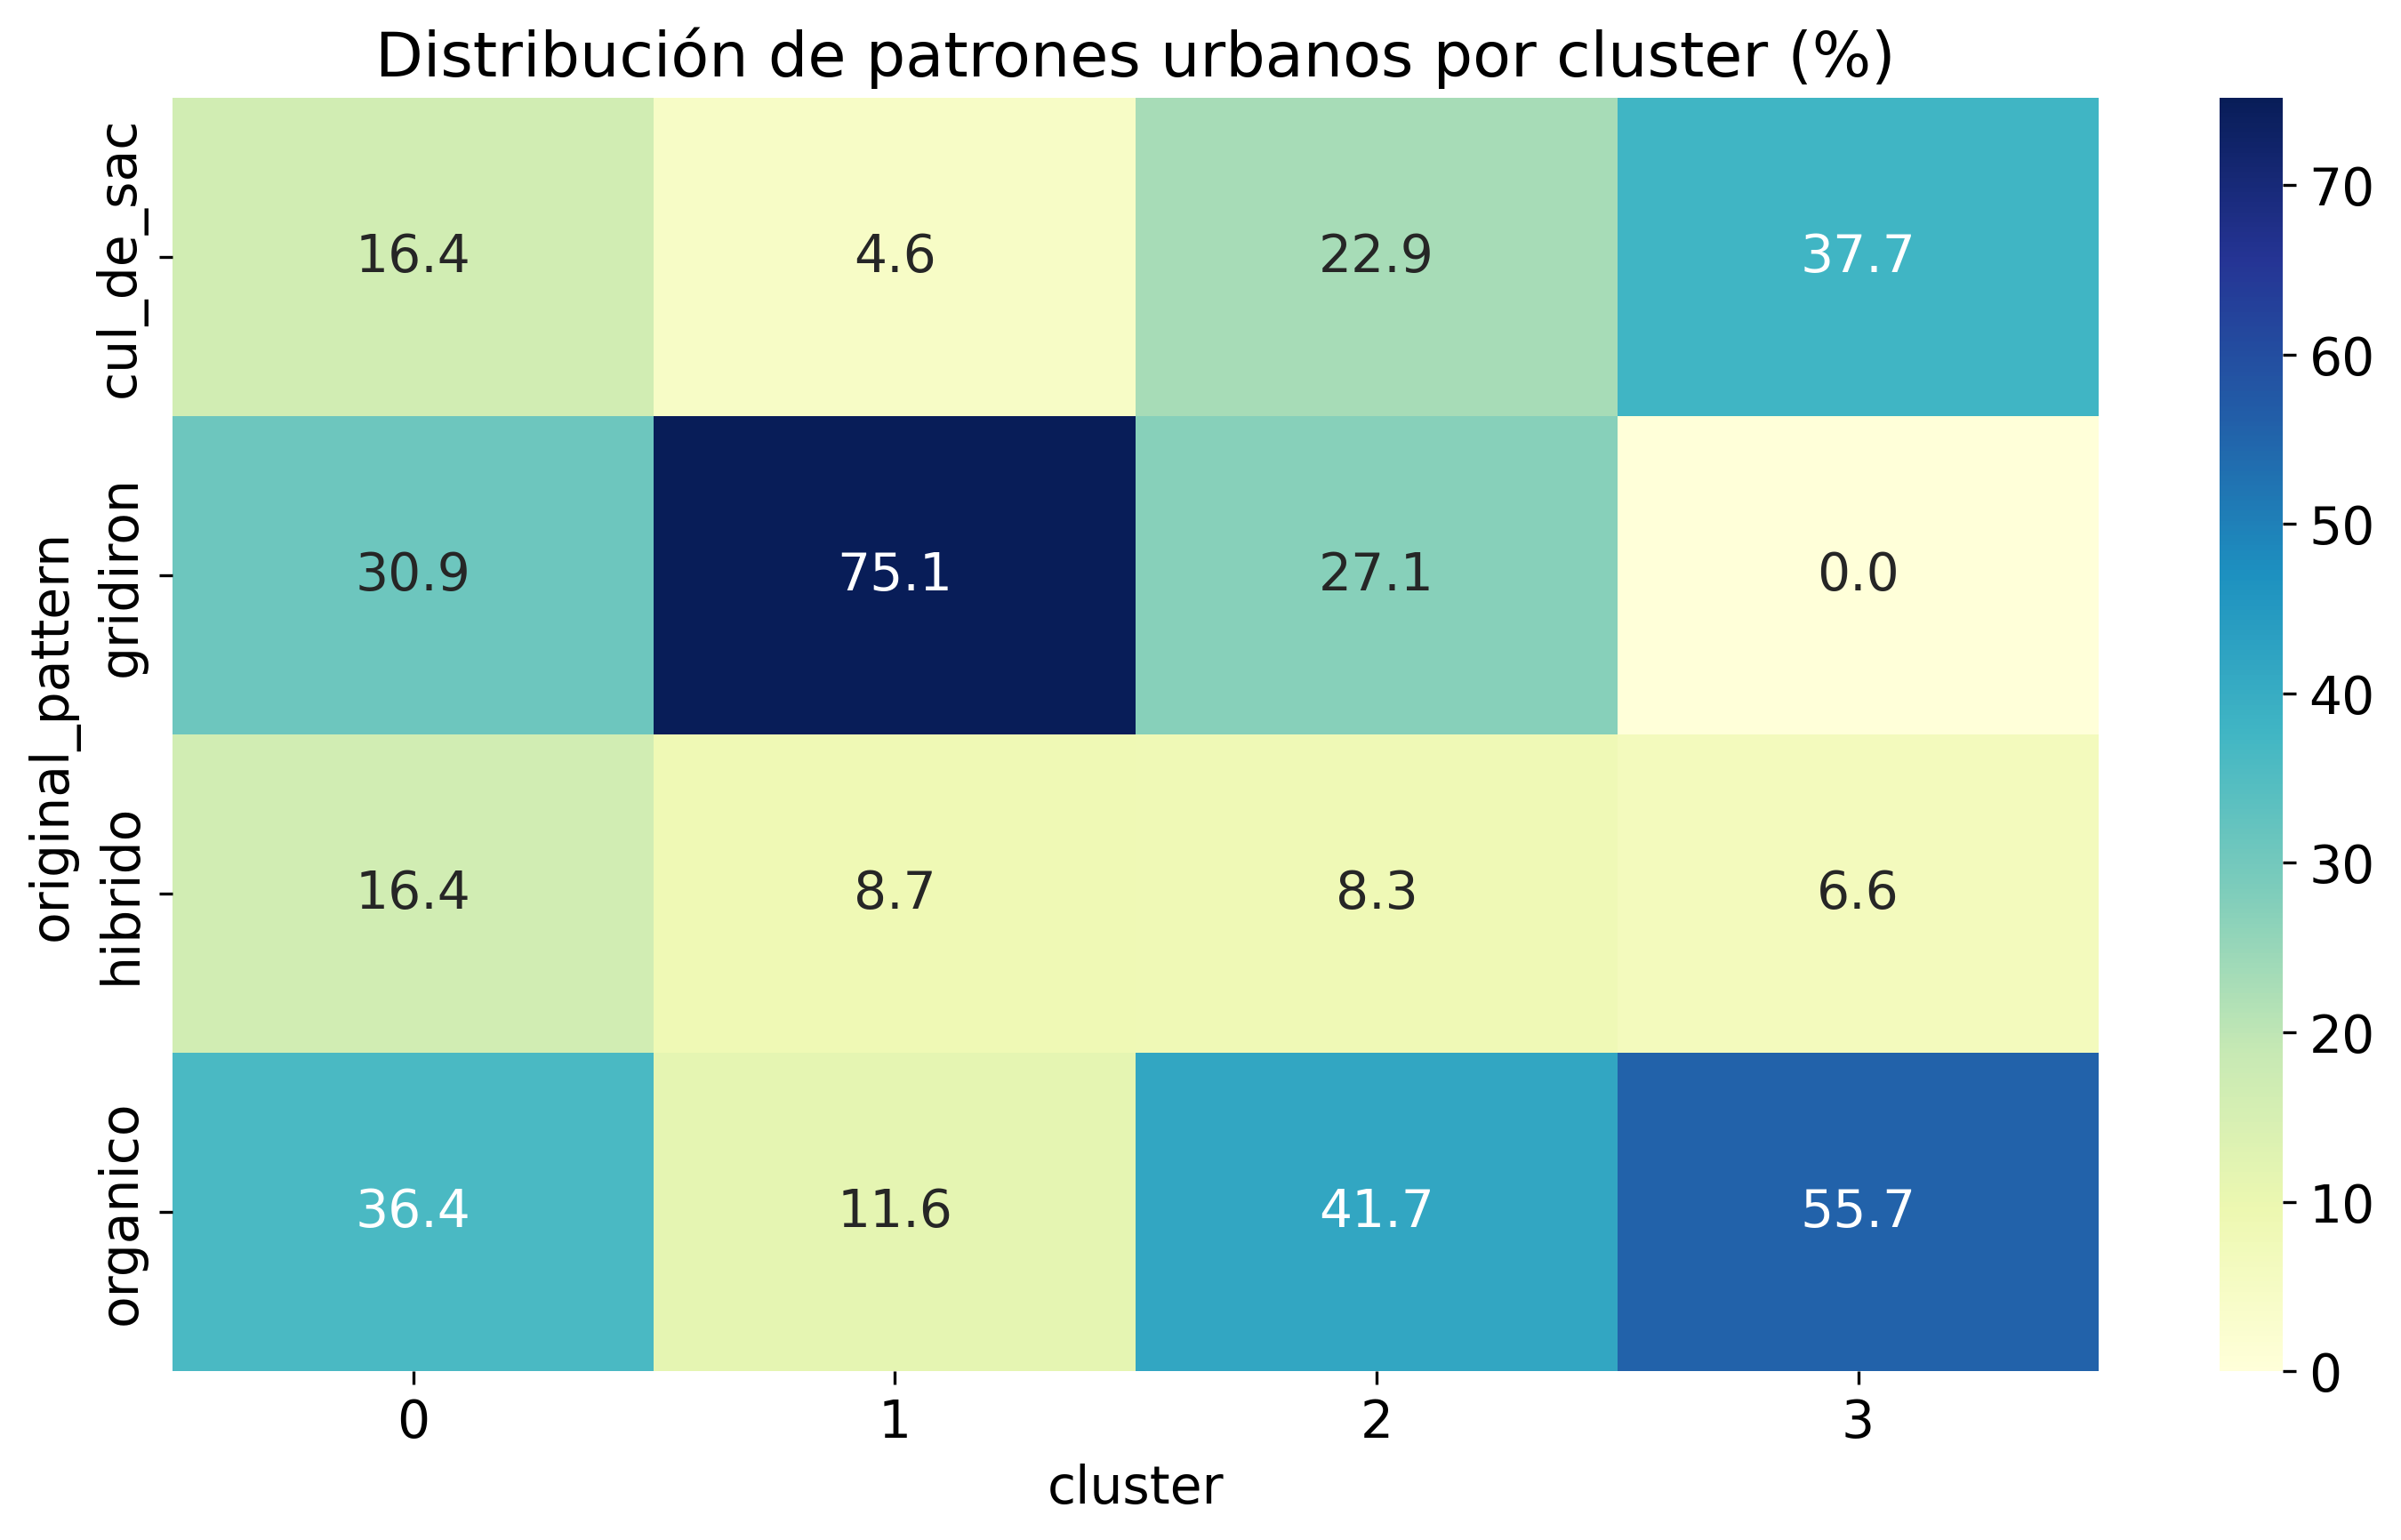 Distribución de patrones urbanos por cluster (%)
original_pattern
cul_de_sac
16.4 4.6 22.9 37.7
gridiron
30.9 75.1 27.1 0.0
hibrido
16.4 8.7 8.3 6.6
organico
36.4 11.6 41.7 55.7
0 1 2 3
cluster
70
60
50
40
30
20
10
0